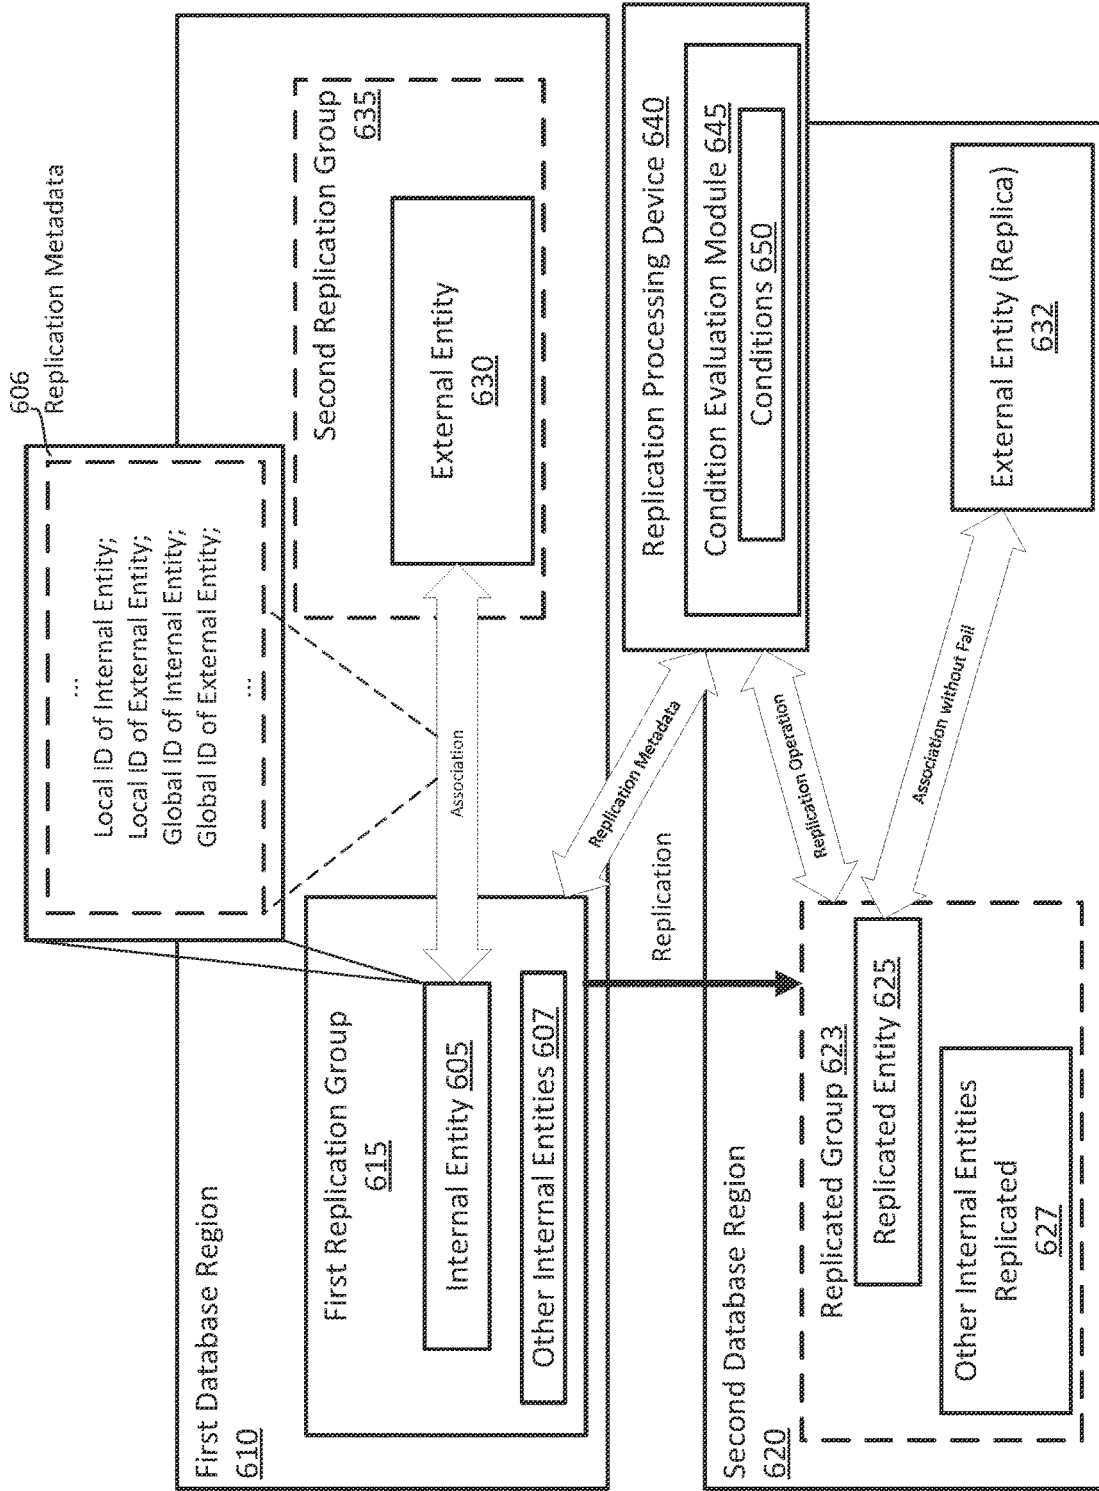 606
Replication Metadata
...
Local ID of Internal Entity;
Local ID of External Entity;
Global ID of Internal Entity;
Global ID of External Entity;
...
First Database Region
610
First Replication Group
615
Internal Entity 605
Other Internal Entities 607
Association
Second Replication Group
635
External Entity
630
Replication Metadata
Replication
Replication Processing Device 640
Condition Evaluation Module 645
Conditions 650
Second Database Region
620
Replicated Group 623
Replicated Entity 625
Other Internal Entities
Replicated
627
Replication Operation
Association without Fail
External Entity (Replica)
632